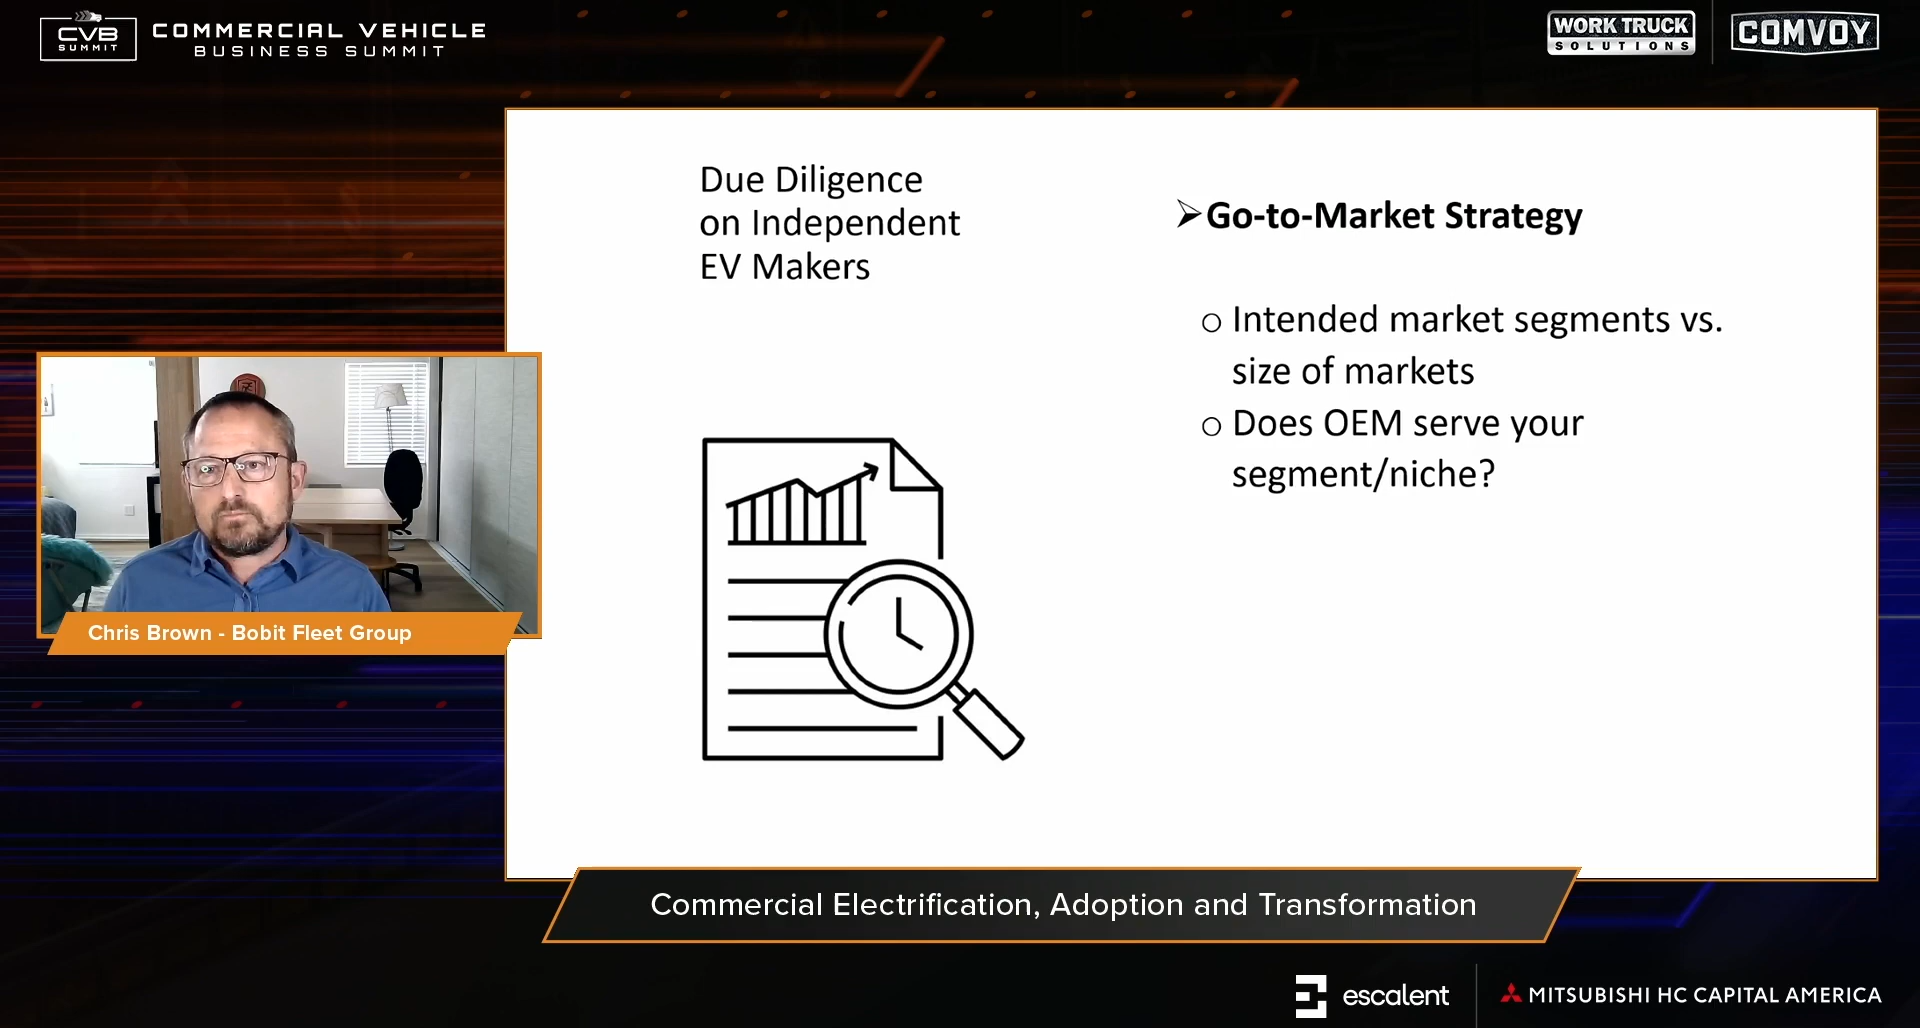 CVB
SUMMIT
COMMERCIAL VEHICLE
BUSINESS SUMMIT
WORK TRUCK
SOLUTIONS
COMVOY
Due Diligence
on Independent
EV Makers
➢Go-to-Market Strategy
o Intended market segments vs.
size of markets
o Does OEM serve your
segment/niche?
Chris Brown - Bobit Fleet Group
Commercial Electrification, Adoption and Transformation
escalent
MITSUBISHI HC CAPITAL AMERICA